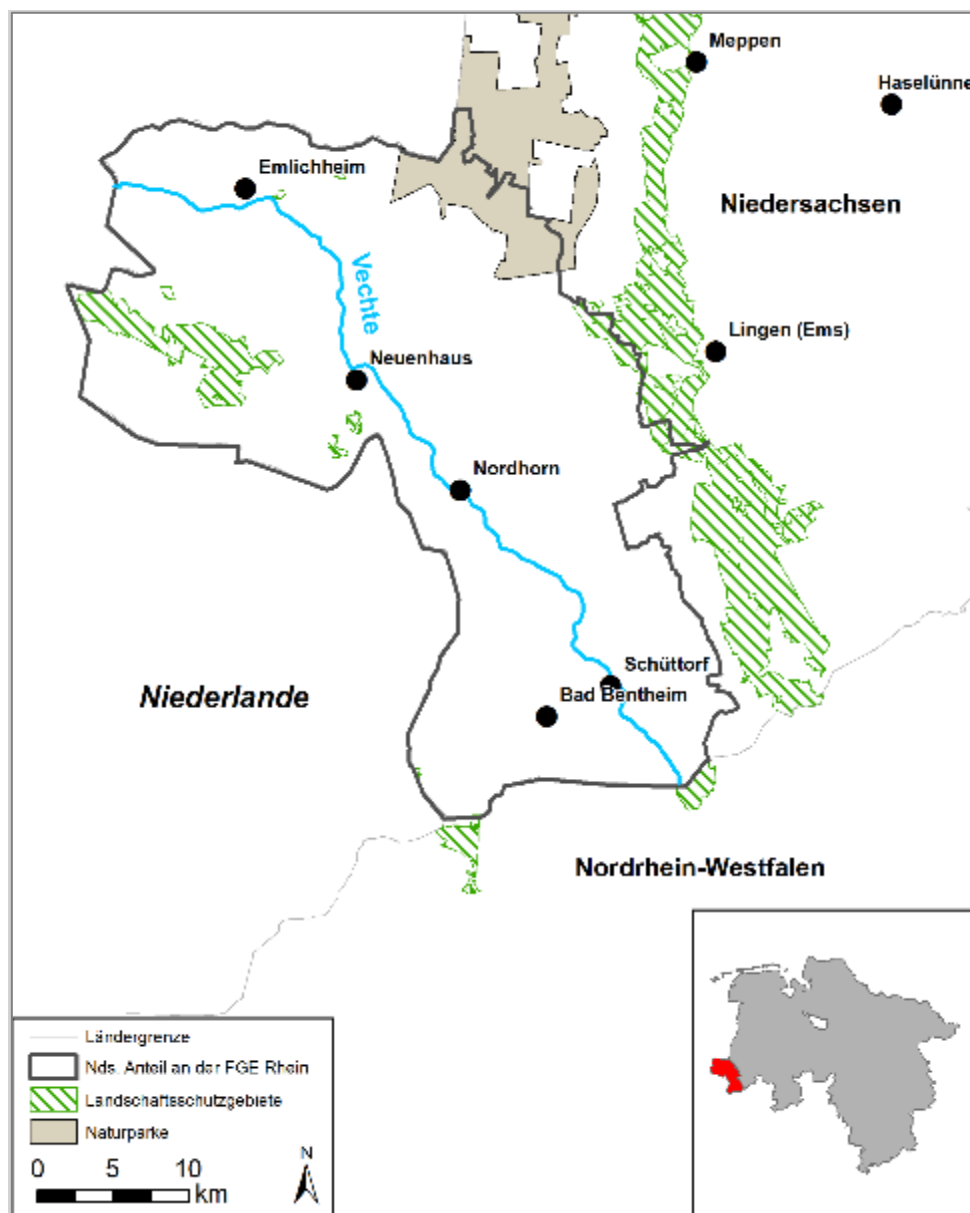 Meppen
Haselünne
Emlichheim
Niedersachsen
Vechte
Lingen (Ems)
Neuenhaus
Nordhorn
Schüttorf
Niederlande
Bad Bentheim
Nordrhein-Westfalen
Ländergrenze
Nds. Anteil an der FGE Rhein
Landschaftsschutzgebiete
Naturparke
N
0 5 10
km